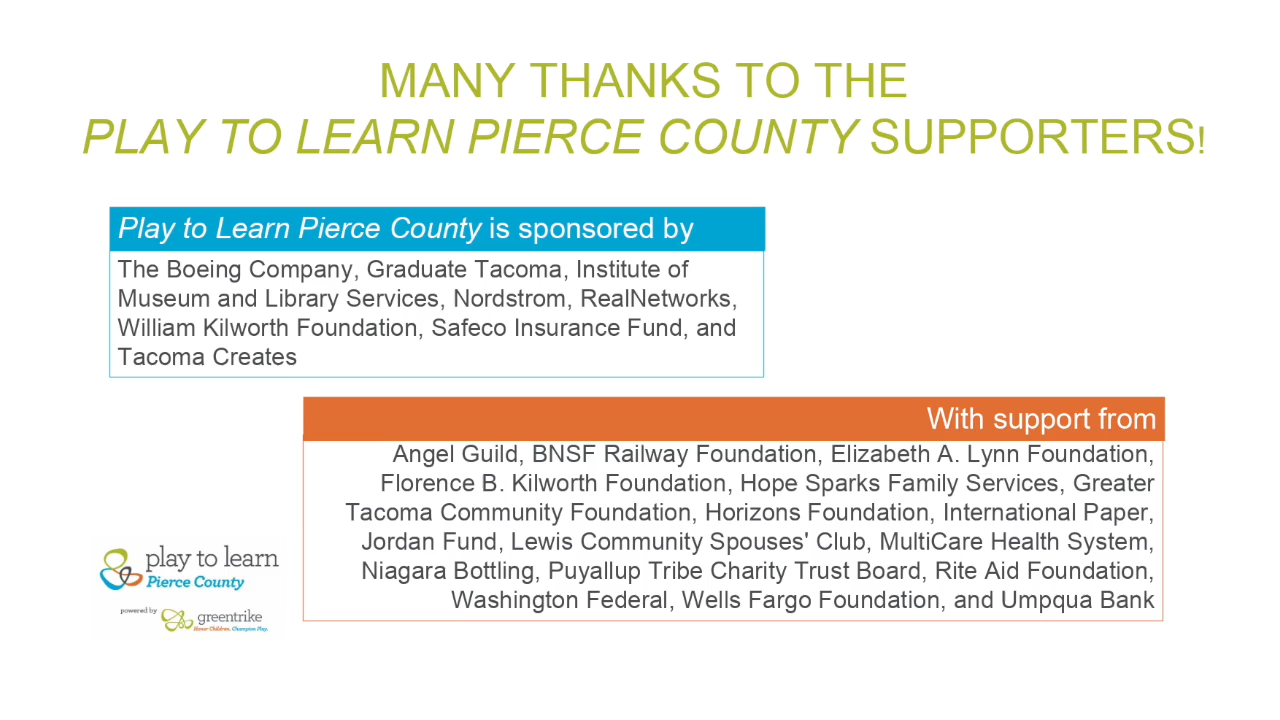 MANY THANKS TO THE
PLAY TO LEARN PIERCE COUNTY SUPPORTERS!
Play to Learn Pierce County is sponsored by
The Boeing Company, Graduate Tacoma, Institute of
Museum and Library Services, Nordstrom, RealNetworks,
William Kilworth Foundation, Safeco Insurance Fund, and
Tacoma Creates
With support from
Angel Guild, BNSF Railway Foundation, Elizabeth A. Lynn Foundation,
Florence B. Kilworth Foundation, Hope Sparks Family Services, Greater
Tacoma Community Foundation, Horizons Foundation, International Paper,
Jordan Fund, Lewis Community Spouses' Club, MultiCare Health System,
Niagara Bottling, Puyallup Tribe Charity Trust Board, Rite Aid Foundation,
Washington Federal, Wells Fargo Foundation, and Umpqua Bank
play to learn
Pierce County
powered by
greentrike
Honor Children. Champion Play.